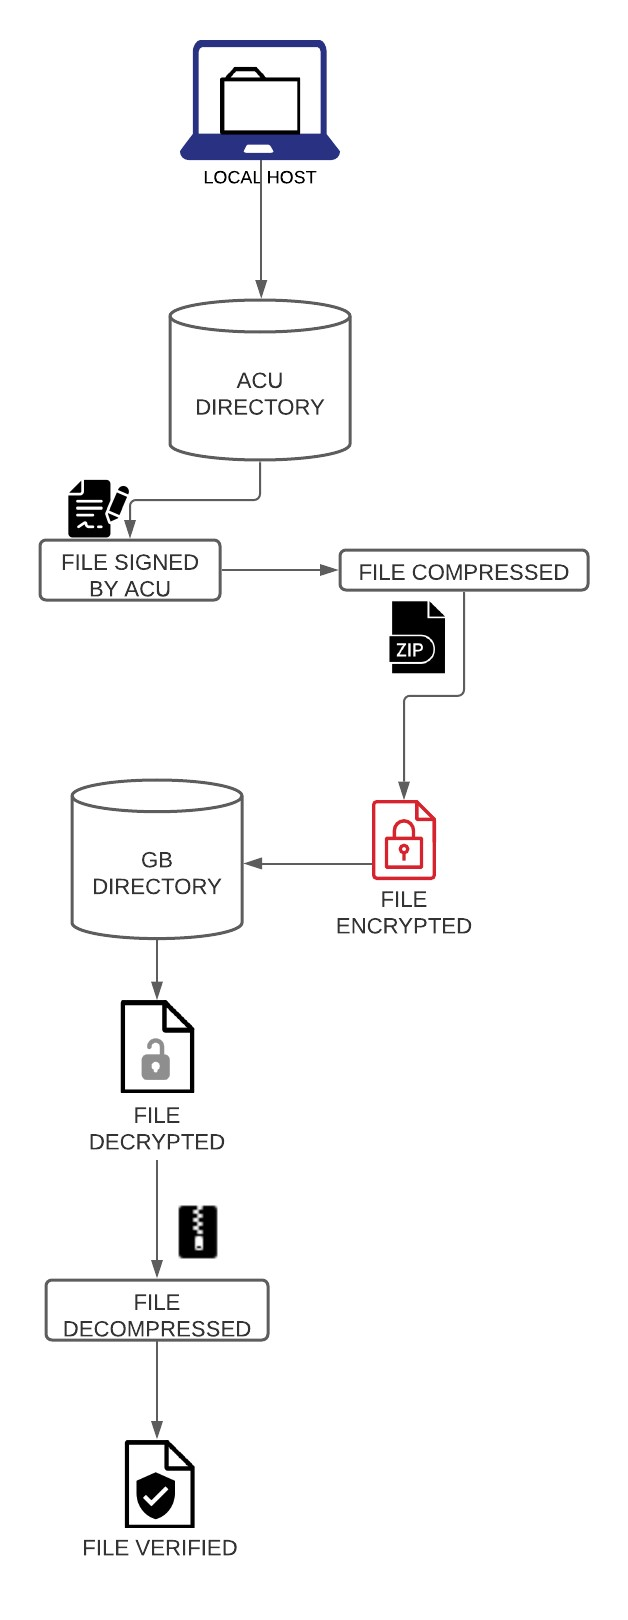 LOCAL HOST
ACU
DIRECTORY
FILE SIGNED
BY ACU
FILE COMPRESSED
ZIP
GB
DIRECTORY
FILE
ENCRYPTED
FILE
DECRYPTED
FILE
DECOMPRESSED
FILE VERIFIED